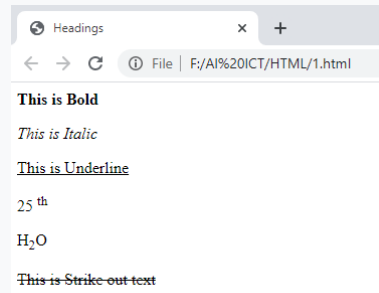 Headings
File | F:/AI%20ICT/HTML/1.html
This is Bold
This is Italic
This is Underline
25 th
H₂O
This is Strike out text